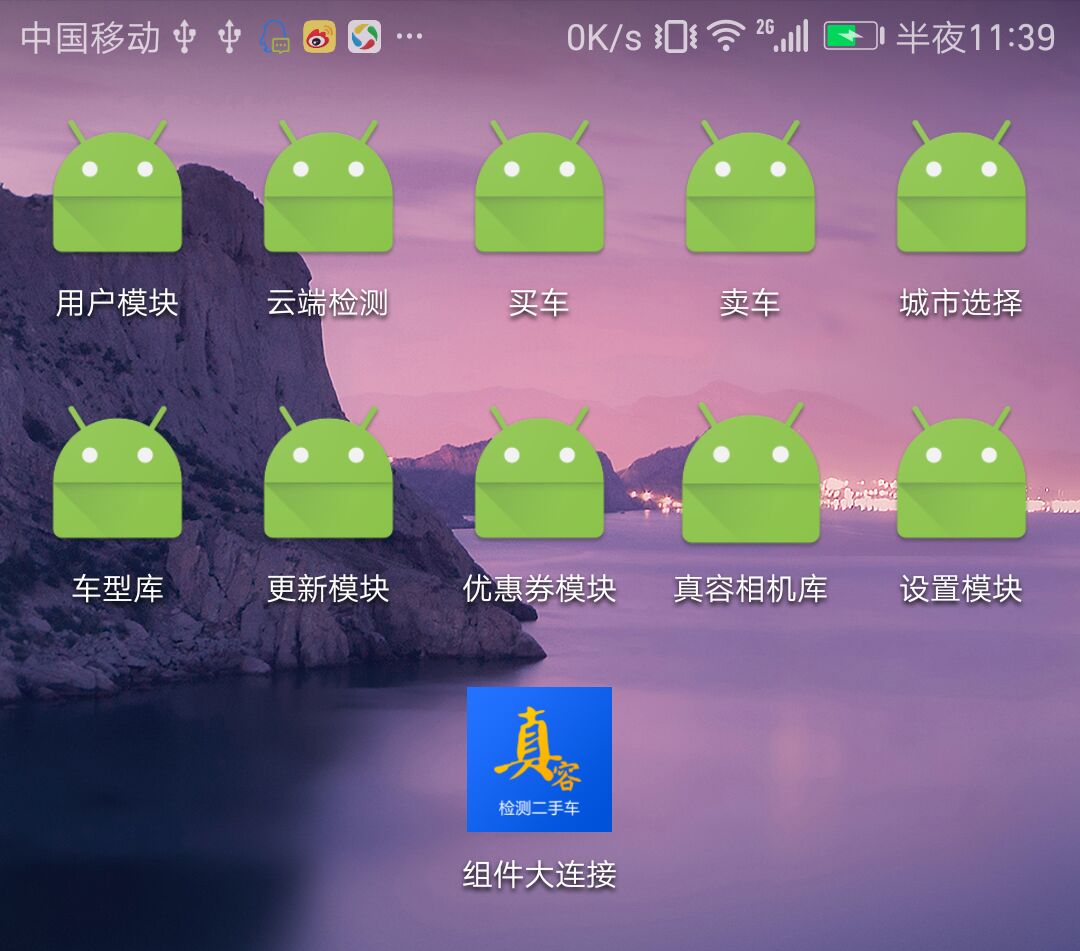 中国移动 0K/s 2G 半夜11:39
用户模块 云端检测 买车 卖车 城市选择
车型库 更新模块 优惠券模块 真容相机库 设置模块
真容
检测二手车
组件大连接